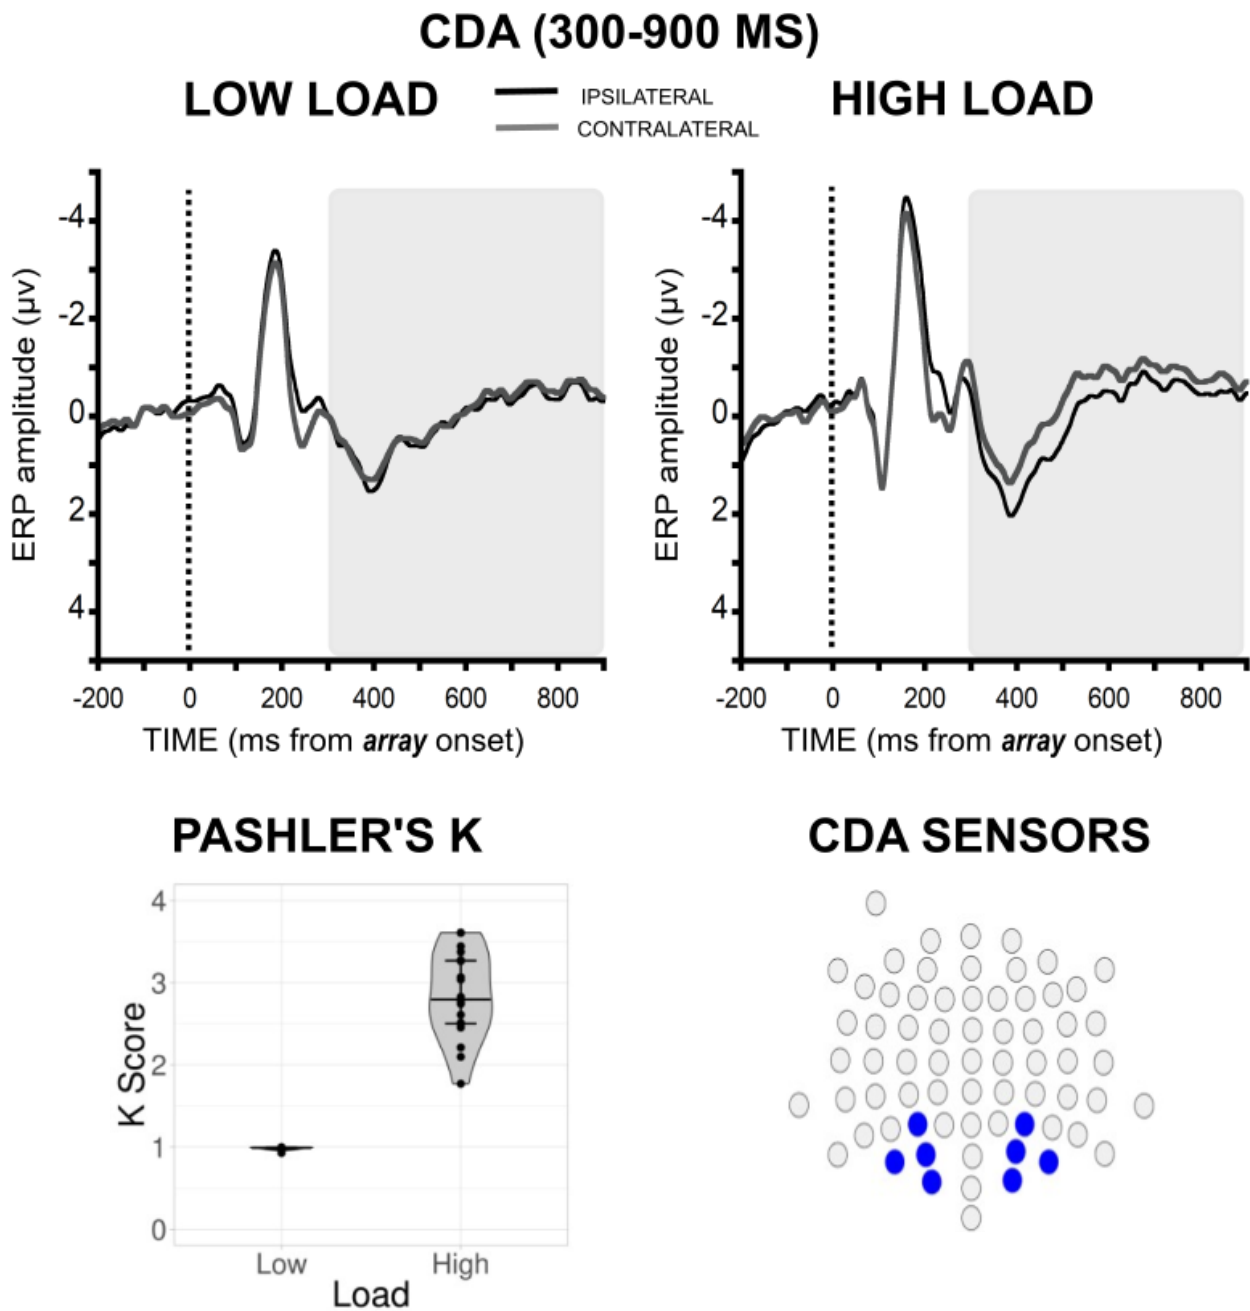 CDA (300-900 MS)
LOW LOAD
IPSILATERAL
CONTRALATERAL
HIGH LOAD
ERP amplitude (μv)
-4
-2
0
2
4
-200 0 200 400 600 800
TIME (ms from array onset)
ERP amplitude (μv)
-4
-2
0
2
4
-200 0 200 400 600 800
TIME (ms from array onset)
PASHLER'S K
K Score
4
3
2
1
0
Low High
Load
CDA SENSORS